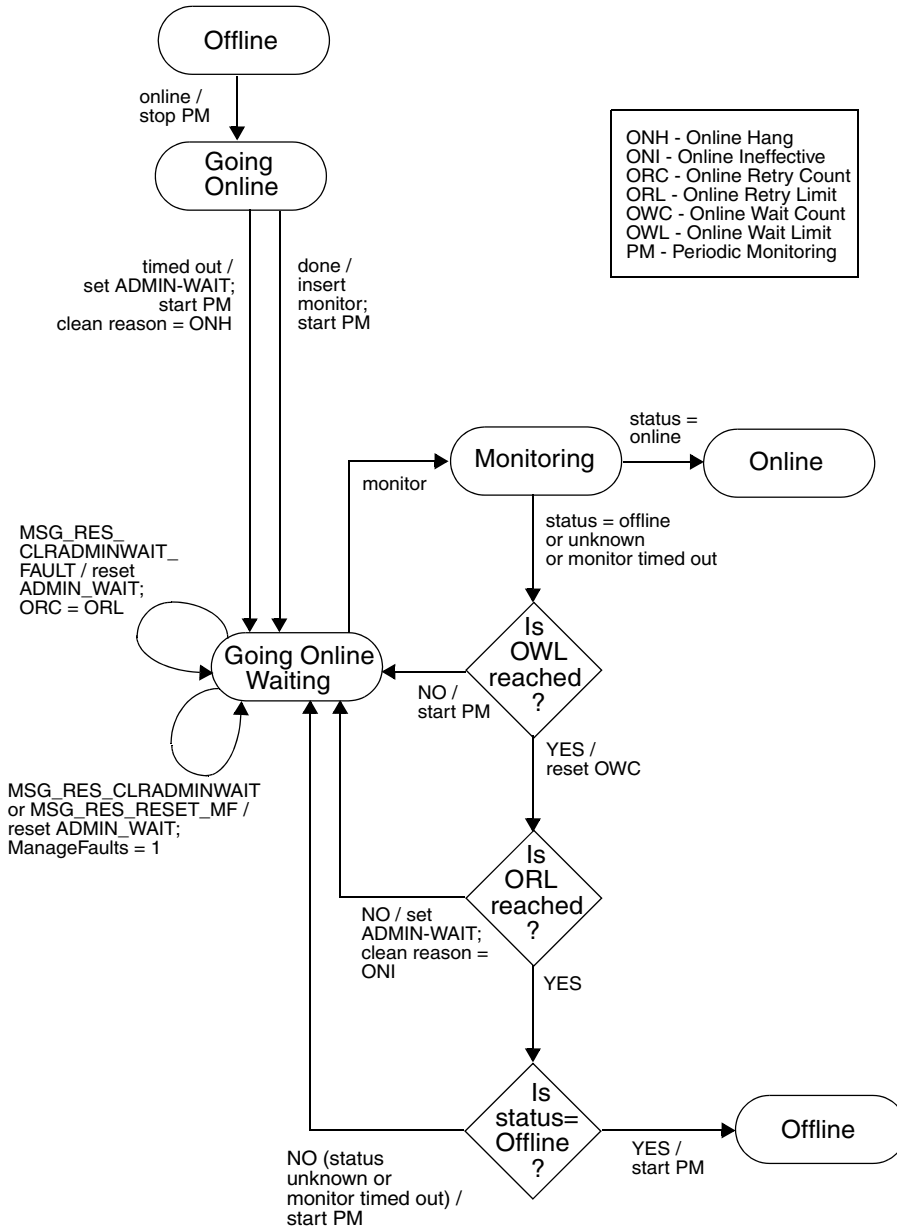 Offline
online /
stop PM
ONH - Online Hang
ONI - Online Ineffective
ORC - Online Retry Count
ORL - Online Retry Limit
OWC - Online Wait Count
OWL - Online Wait Limit
PM - Periodic Monitoring
Going
Online
timed out /
set ADMIN-WAIT;
start PM
clean reason = ONH
done /
insert
monitor;
start PM
status =
online
Monitoring
Online
monitor
status = offline
or unknown
or monitor timed out
MSG_RES_
CLRADMINWAIT_
FAULT / reset
ADMIN_WAIT;
ORC = ORL
Going Online
Waiting
Is
OWL
reached
?
NO /
start PM
YES /
reset OWC
MSG_RES_CLRADMINWAIT
or MSG_RES_RESET_MF /
reset ADMIN_WAIT;
ManageFaults = 1
Is
ORL
reached
?
NO / set
ADMIN-WAIT;
clean reason =
ONI
YES
Is
status=
Offline
?
Offline
YES /
start PM
NO (status
unknown or
monitor timed out) /
start PM